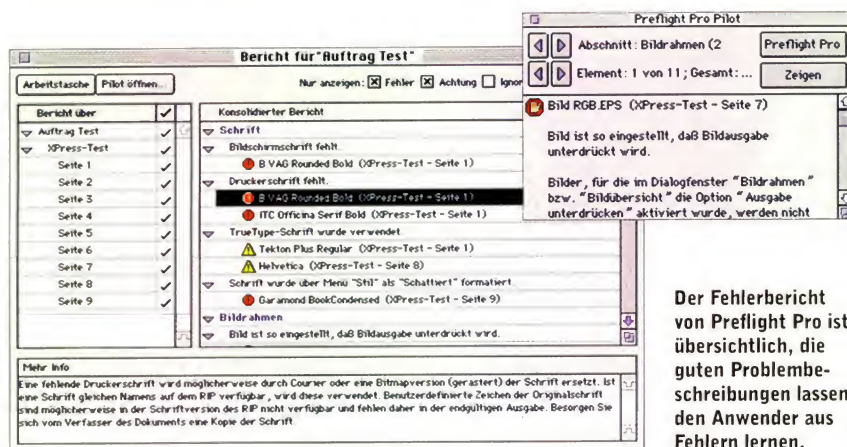 Bericht für "Auftrag Test"
Arbeitstasche
Pilot öffnen...
Nur anzeigen: Fehler Achtung
Bericht über
Auftrag Test
XPress-Test
Seite 1
Seite 2
Seite 3
Seite 4
Seite 5
Seite 6
Seite 7
Seite 8
Seite 9
Konsolidierter Bericht
Schrift
Bildschirmschrift fehlt.
B VAG Rounded Bold (XPress-Test - Seite 1)
Druckerschrift fehlt.
B VAG Rounded Bold (XPress-Test - Seite 1)
ITC Officina Serif Bold (XPress-Test - Seite 1)
TrueType-Schrift wurde verwendet.
Tekton Plus Regular (XPress-Test - Seite 1)
Helvetica (XPress-Test - Seite 8)
Schrift wurde über Menü "Stil" als "Schattiert" formatiert.
Garamond BookCondensed (XPress-Test - Seite 9)
Bildrahmen
Bild ist so eingestellt, daß Bildausgabe unterdrückt wird.
Mehr Info
Eine fehlende Druckerschrift wird möglicherweise durch Courier oder eine Bitmapversion (gerastert) der Schrift ersetzt. Ist
eine Schrift gleichen Namens auf dem RIP verfügbar, wird diese verwendet. Benutzerdefinierte Zeichen der Originalschrift
sind möglicherweise in der Schriftversion des RIP nicht verfügbar und fehlen daher in der endgültigen Ausgabe. Besorgen Sie
sich vom Verfasser des Dokuments eine Kopie der Schrift.
Preflight Pro Pilot
Abschnitt: Bildrahmen (2
Preflight Pro
Element: 1 von 11; Gesamt: ...
Zeigen
Bild RGB.EPS (XPress-Test - Seite 7)
Bild ist so eingestellt, daß Bildausgabe
unterdrückt wird.
Bilder, für die im Dialogfenster "Bildrahmen"
bzw. "Bildübersicht" die Option "Ausgabe
unterdrücken" aktiviert wurde, werden nicht
Der Fehlerbericht
von Preflight Pro ist
übersichtlich, die
guten Problembe-
schreibungen lassen
den Anwender aus
Fehlern lernen.